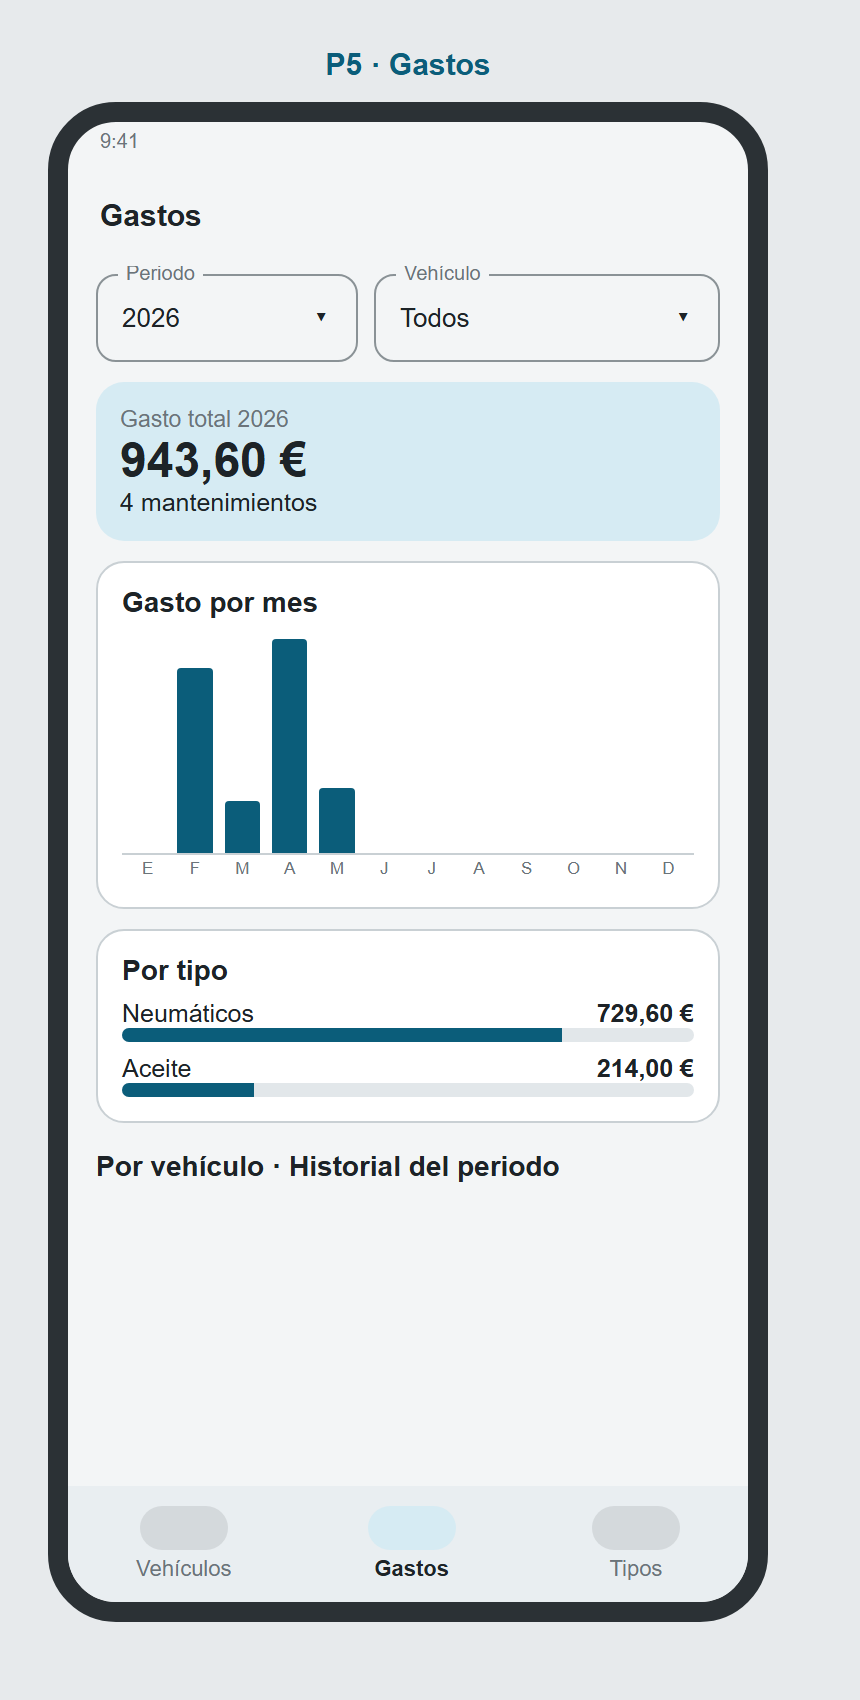 P5 · Gastos
9:41
Gastos
Periodo
2026 ▼
Vehículo
Todos ▼
Gasto total 2026
943,60 €
4 mantenimientos
Gasto por mes
E F M A M J J A S O N D
Por tipo
Neumáticos 729,60 €
Aceite 214,00 €
Por vehículo · Historial del periodo
Vehículos Gastos Tipos